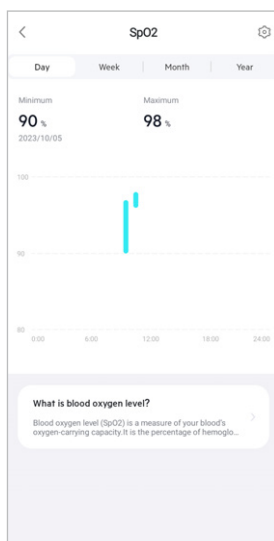 SpO2
Day Week Month Year
Minimum Maximum
90 % 98 %
2023/10/05
100
90
80
0:00 6:00 12:00 18:00 24:00
What is blood oxygen level?
Blood oxygen level (SpO2) is a measure of your blood's
oxygen-carrying capacity.It is the percentage of hemoglo...